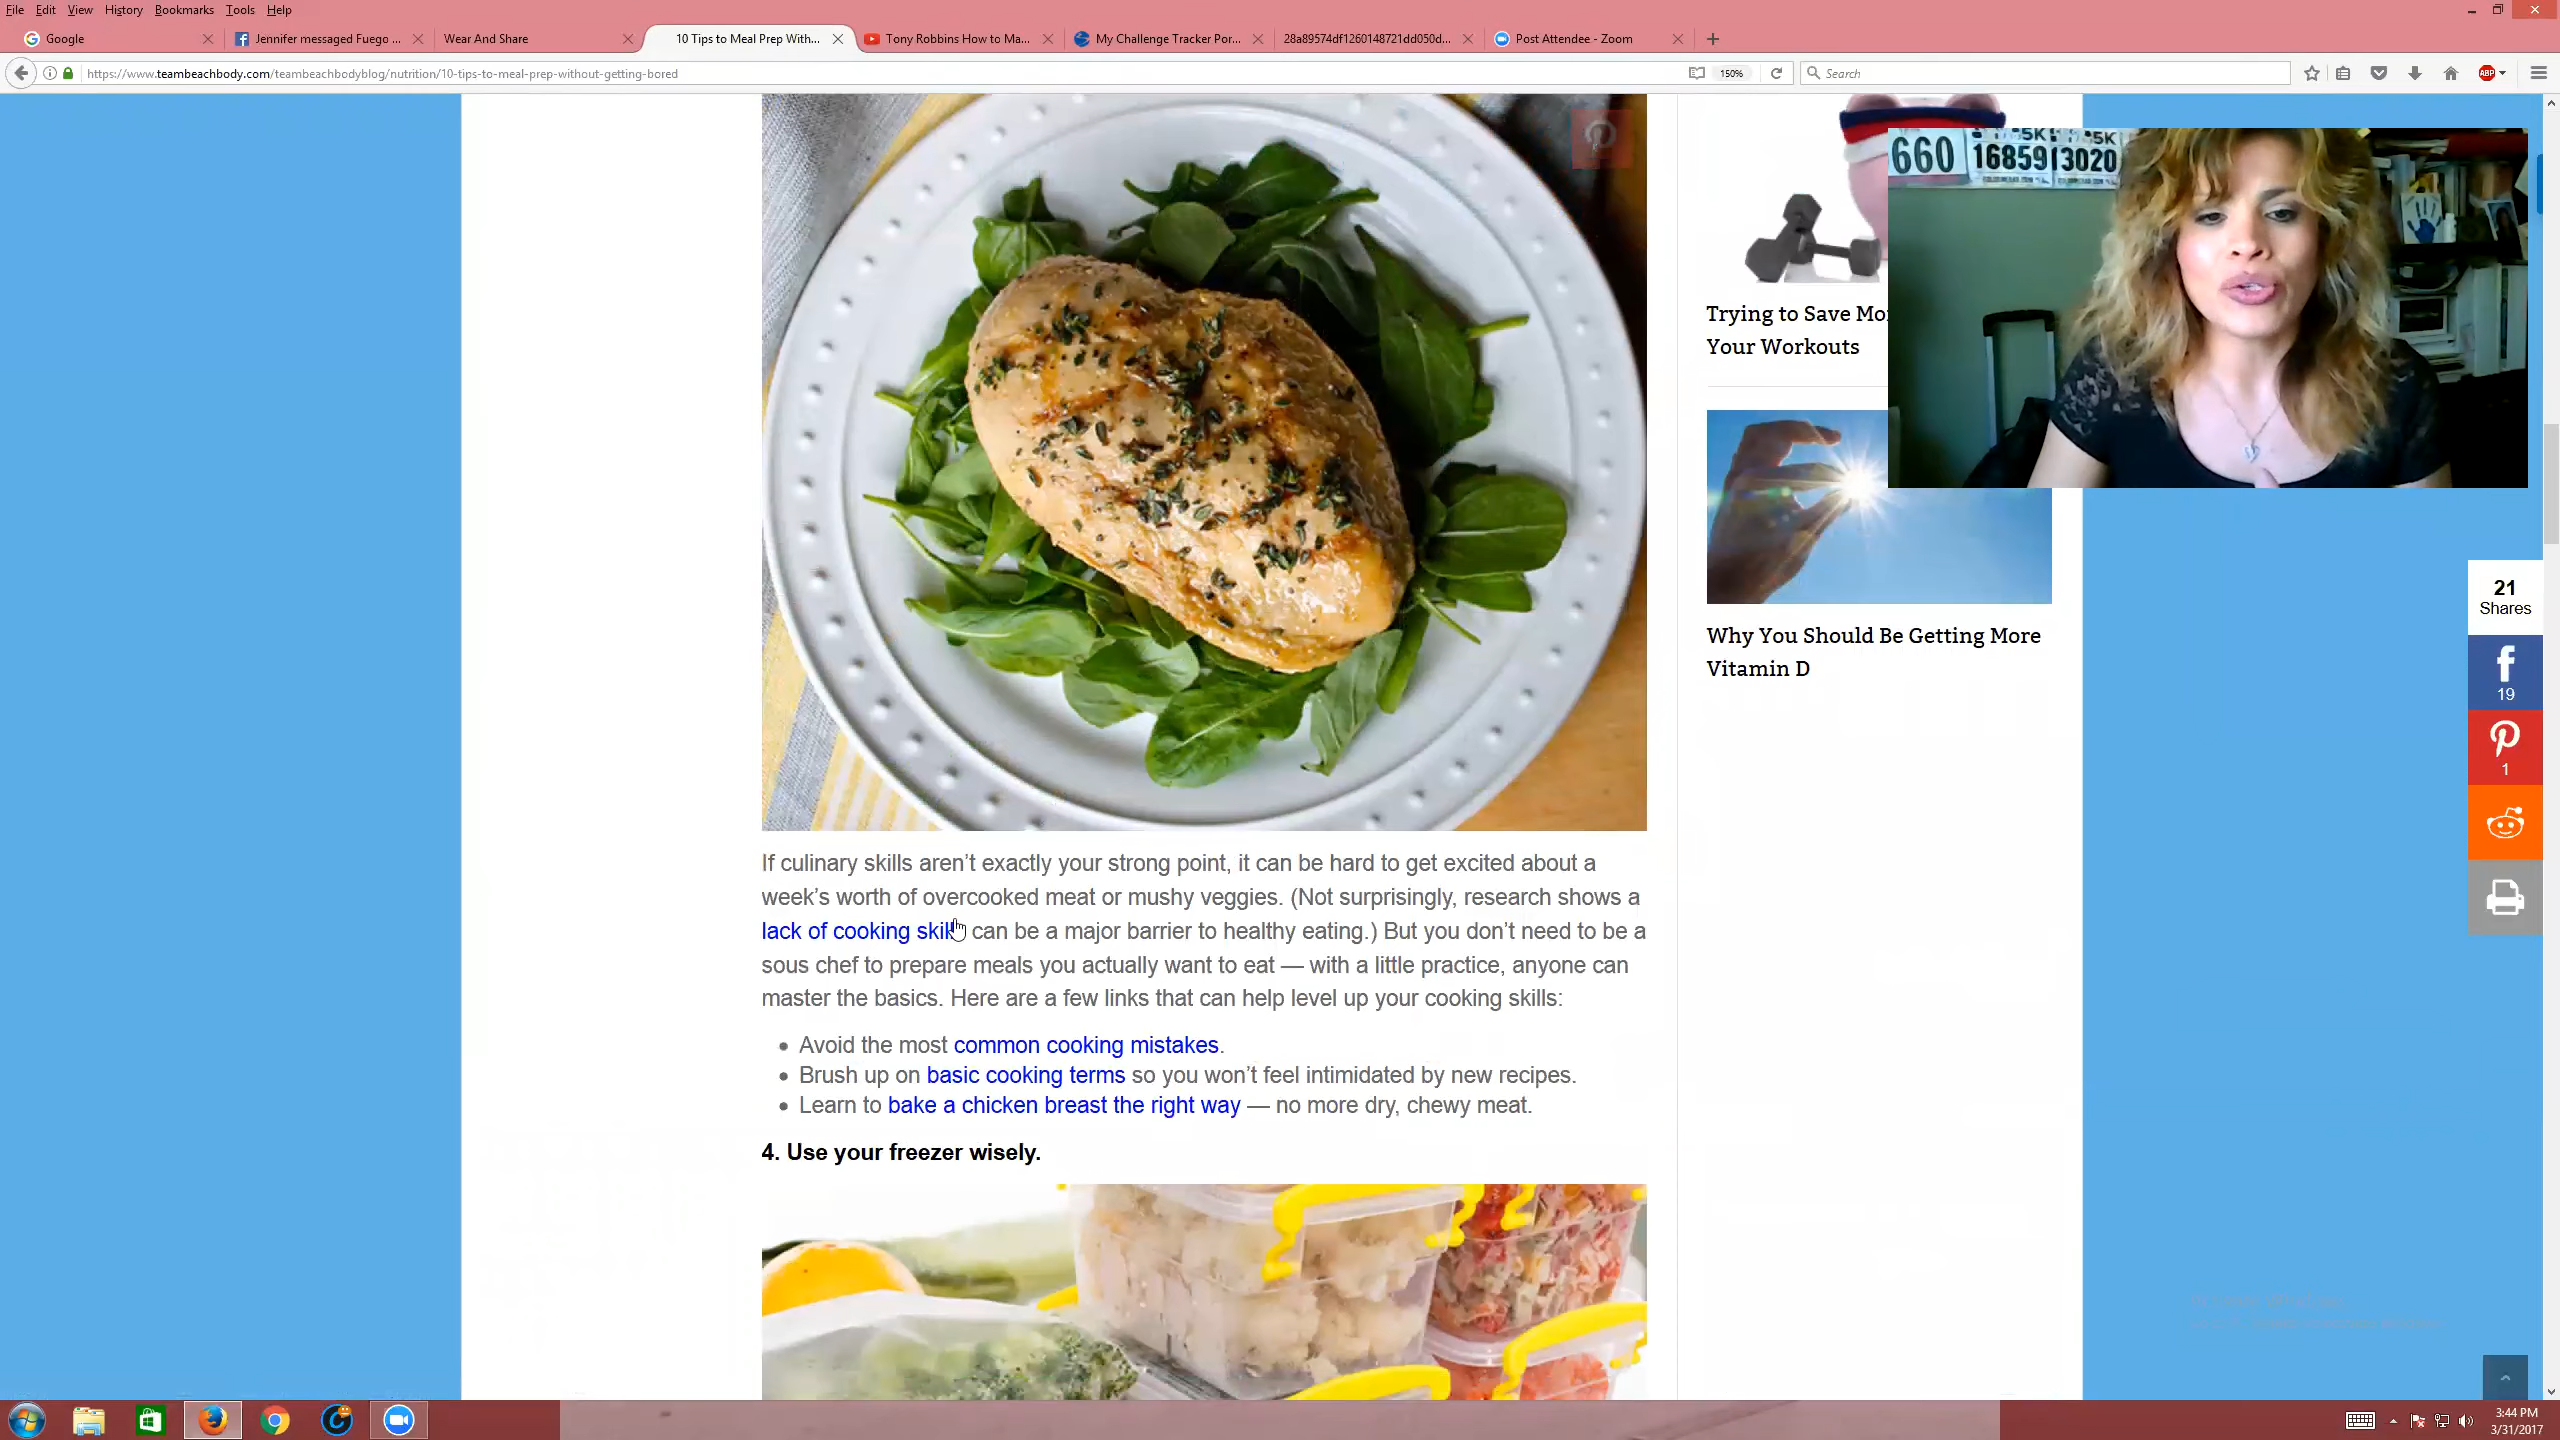 File Edit View History Bookmarks Tools Help
Google
Jennifer messaged Fuego ...
Wear And Share
10 Tips to Meal Prep With...
Tony Robbins How to Ma...
My Challenge Tracker Por...
28a89574df1260148721dd050d...
Post Attendee - Zoom
https://www.teambeachbody.com/teambeachbodyblog/nutrition/10-tips-to-meal-prep-without-getting-bored
150%
Search
ABP
660
5K
5K
16859
13020
Trying to Save Mo
Your Workouts
Why You Should Be Getting More
Vitamin D
21
Shares
19
1
If culinary skills aren’t exactly your strong point, it can be hard to get excited about a
week’s worth of overcooked meat or mushy veggies. (Not surprisingly, research shows a
lack of cooking skil can be a major barrier to healthy eating.) But you don’t need to be a
sous chef to prepare meals you actually want to eat — with a little practice, anyone can
master the basics. Here are a few links that can help level up your cooking skills:
Avoid the most common cooking mistakes.
Brush up on basic cooking terms so you won’t feel intimidated by new recipes.
Learn to bake a chicken breast the right way — no more dry, chewy meat.
4. Use your freezer wisely.
3:44 PM
3/31/2017